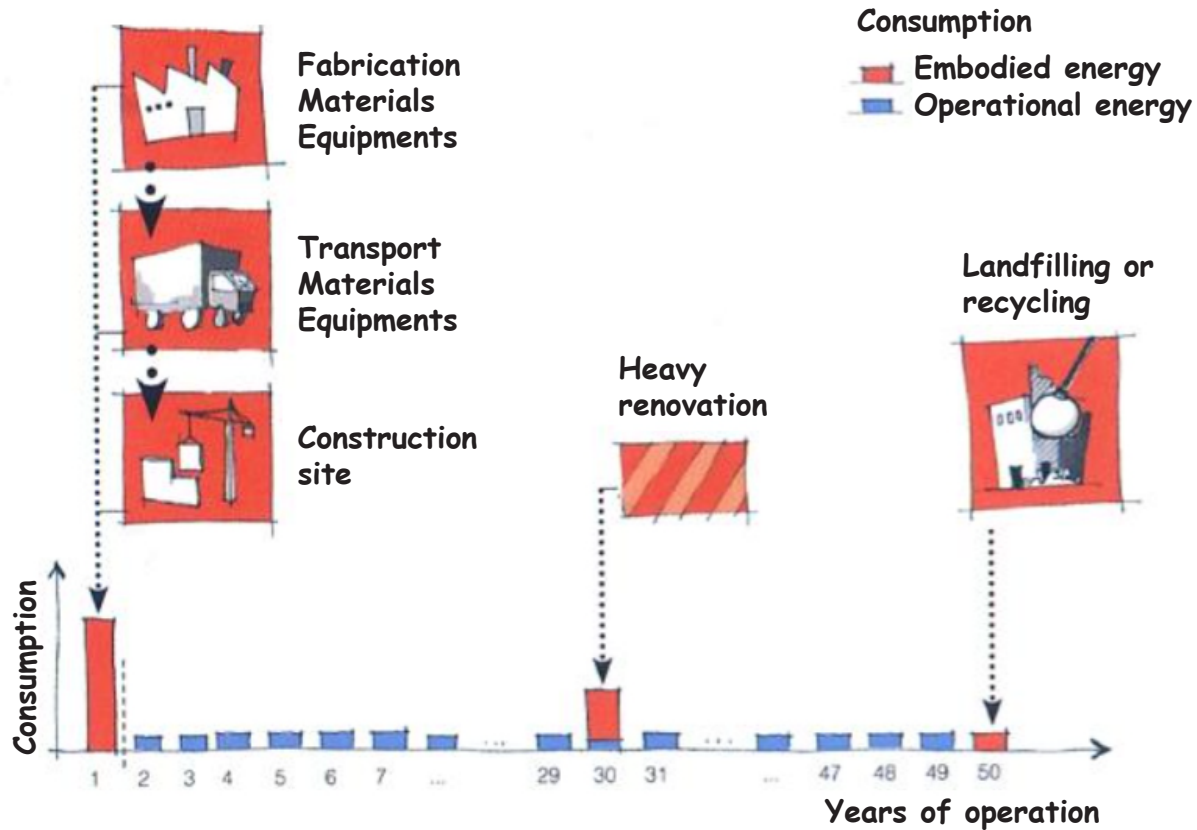 Consumption
Embodied energy
Operational energy
Fabrication
Materials
Equipments
Transport
Materials
Equipments
Construction
site
Heavy
renovation
Landfilling or
recycling
Consumption
1 2 3 4 5 6 7 ... ... 29 30 31 ... ... 47 48 49 50
Years of operation